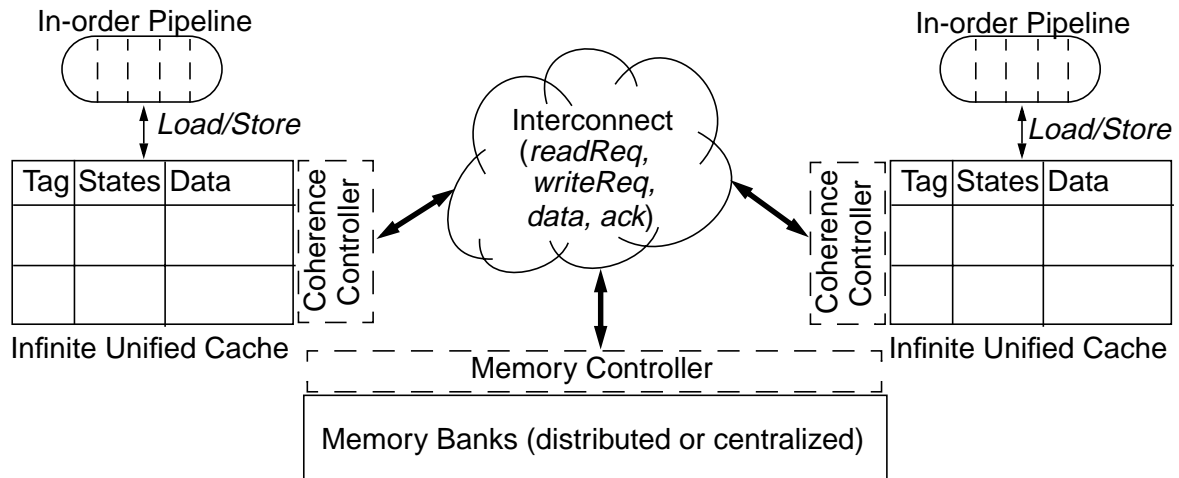 In-order Pipeline
Load/Store
Tag States Data
Coherence
Controller
Infinite Unified Cache
Interconnect
(readReq,
writeReq,
data, ack)
Memory Controller
Memory Banks (distributed or centralized)
In-order Pipeline
Load/Store
Coherence
Controller
Tag States Data
Infinite Unified Cache